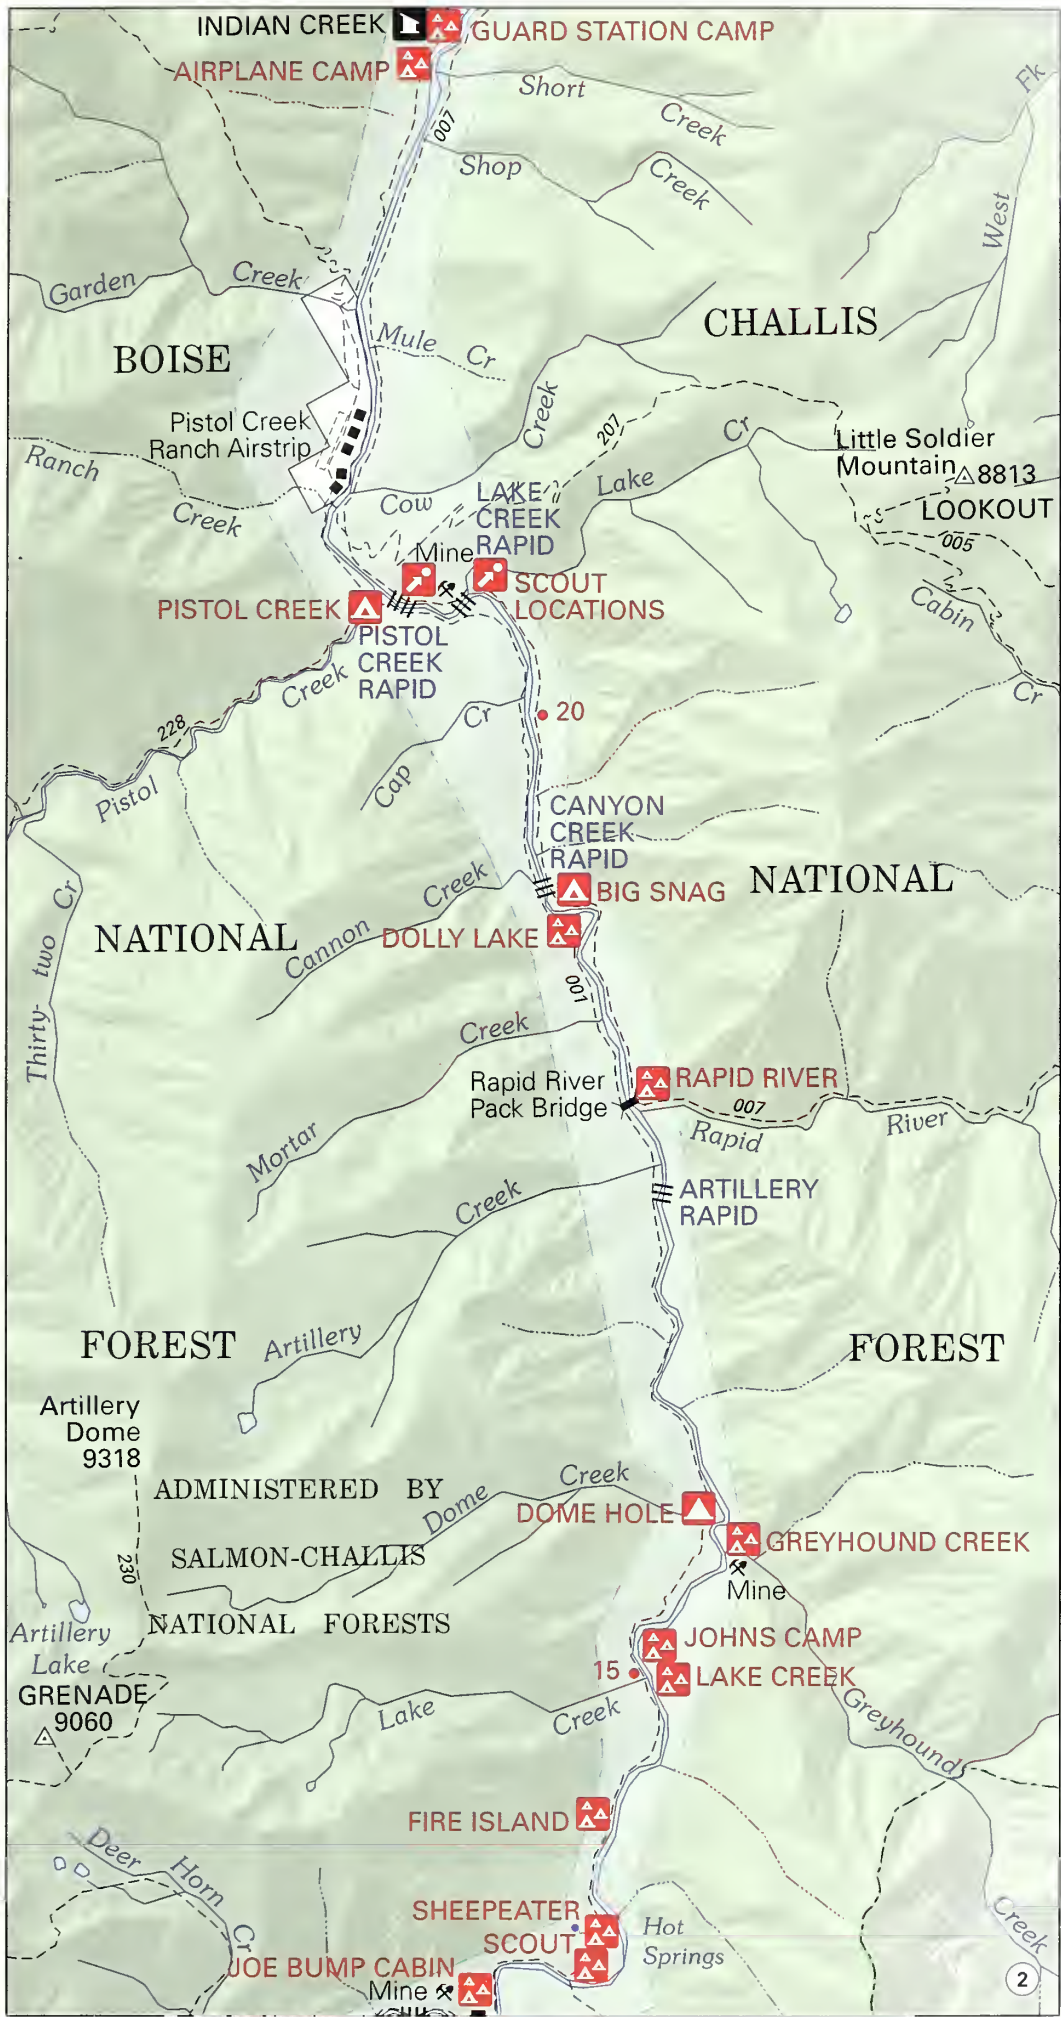 INDIAN CREEK
GUARD STATION CAMP
AIRPLANE CAMP
Short
Creek
Fk
007
Shop
Creek
West
Garden
Creek
CHALLIS
Mule Cr
BOISE
Creek
Pistol Creek
Ranch Airstrip
207
Cr
Little Soldier
Mountain 8813
LOOKOUT
Ranch
Creek
Cow
Lake
LAKE
CREEK
RAPID
005
Mine
SCOUT
LOCATIONS
Cabin
Cr
PISTOL CREEK
PISTOL
CREEK
RAPID
Creek
228
Pistol
Cr
Cap
20
CANYON
CREEK
RAPID
Creek
BIG SNAG
NATIONAL
Thirty- two Cr
NATIONAL
Cannon
DOLLY LAKE
001
Creek
Rapid River
Pack Bridge
RAPID RIVER
007
Rapid
River
Mortar
Creek
ARTILLERY
RAPID
FOREST
Artillery
FOREST
Artillery
Dome
9318
ADMINISTERED BY
Dome
Creek
DOME HOLE
GREYHOUND CREEK
SALMON-CHALLIS
230
Mine
NATIONAL FORESTS
Artillery
Lake
JOHNS CAMP
15
LAKE CREEK
GRENADE
9060
Lake
Creek
Greyhound
FIRE ISLAND
Deer Horn
Cr
SHEEPEATER
SCOUT
Hot
Springs
Creek
JOE BUMP CABIN
Mine
2